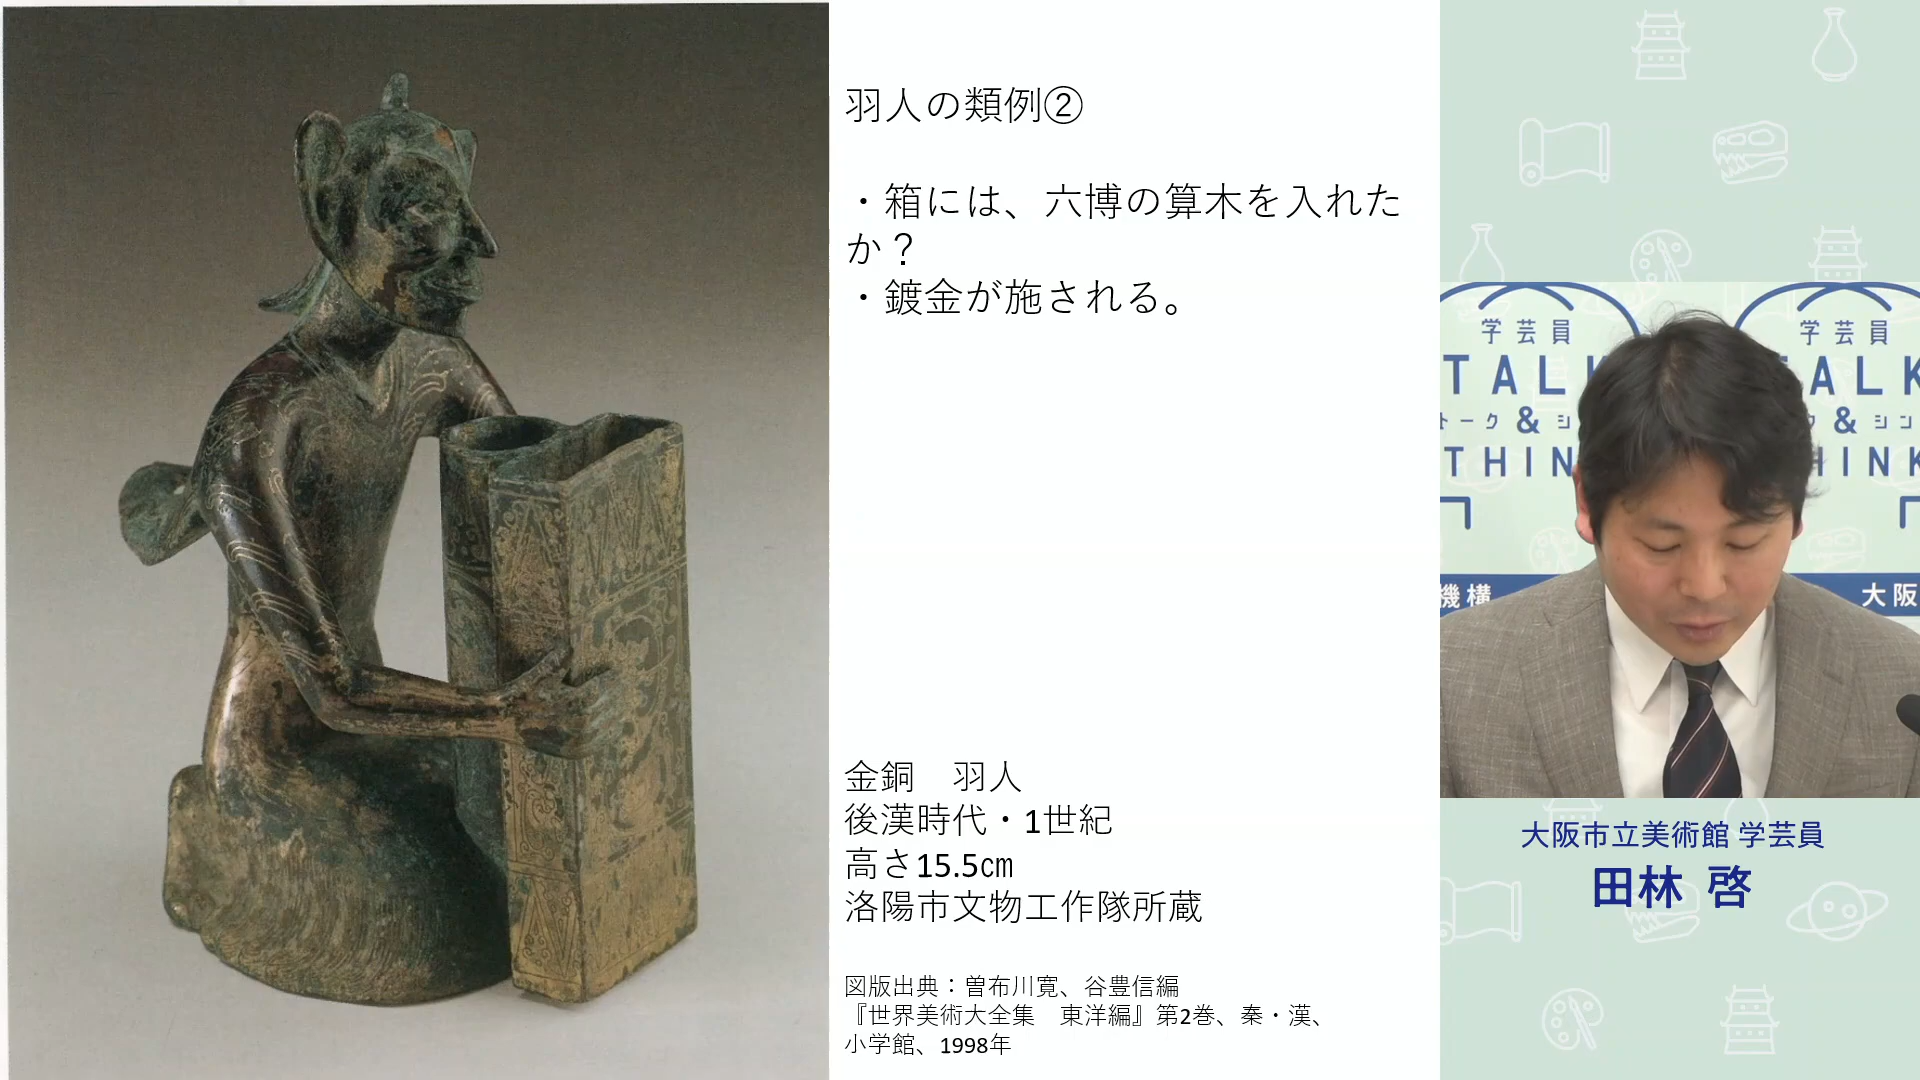 羽人の類例②
・箱には、六博の算木を入れた
か？
・鍍金が施される。
金銅　羽人
後漢時代・1世紀
高さ15.5㎝
洛陽市文物工作隊所蔵
図版出典：曽布川寛、谷豊信編
『世界美術大全集　東洋編』第2巻、秦・漢、
小学館、1998年
学芸員
TALK
トーク&シ
THIN
機構
学芸員
TALK
ク&シン
THINK
大阪
大阪市立美術館 学芸員
田林 啓